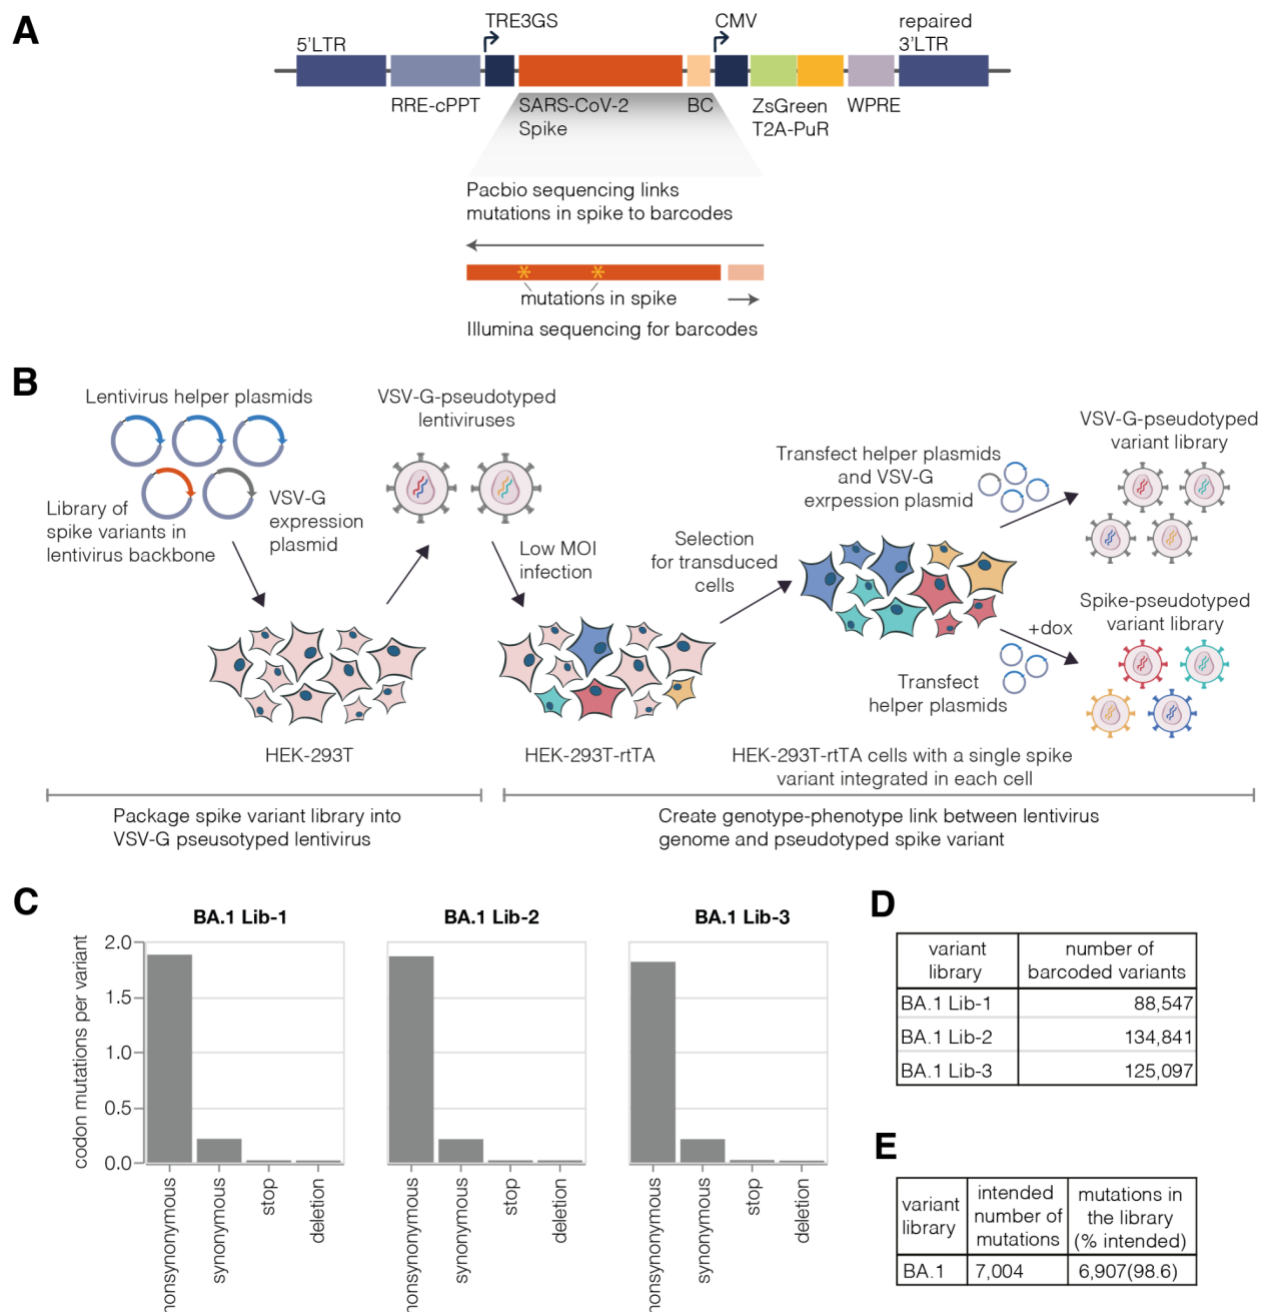 A
TRE3GS
CMV
repaired
5'LTR
3'LTR
RRE-cPPT
SARS-CoV-2
Spike
BC
ZsGreen
T2A-PuR
WPRE
Pacbio sequencing links
mutations in spike to barcodes
mutations in spike
Illumina sequencing for barcodes
B
Lentivirus helper plasmids
Library of
spike variants in
lentivirus backbone
VSV-G
expression
plasmid
VSV-G-pseudotyped
lentiviruses
Low MOI
infection
Selection
for transduced
cells
Transfect helper plasmids
and VSV-G
exrpession plasmid
VSV-G-pseudotyped
variant library
Spike-pseudotyped
variant library
+dox
Transfect
helper plasmids
HEK-293T
HEK-293T-rtTA
HEK-293T-rtTA cells with a single spike
variant integrated in each cell
Package spike variant library into
VSV-G pseusotyped lentivirus
Create genotype-phenotype link between lentivirus
genome and pseudotyped spike variant
C
BA.1 Lib-1
BA.1 Lib-2
BA.1 Lib-3
codon mutations per variant
2.0
1.5
1.0
0.5
0.0
nonsynonymous
synonymous
stop
deletion
nonsynonymous
synonymous
stop
deletion
nonsynonymous
synonymous
stop
deletion
D
variant
library
number of
barcoded variants
BA.1 Lib-1 88,547
BA.1 Lib-2 134,841
BA.1 Lib-3 125,097
E
variant
library
intended
number of
mutations
mutations in
the library
(% intended)
BA.1 7,004 6,907(98.6)